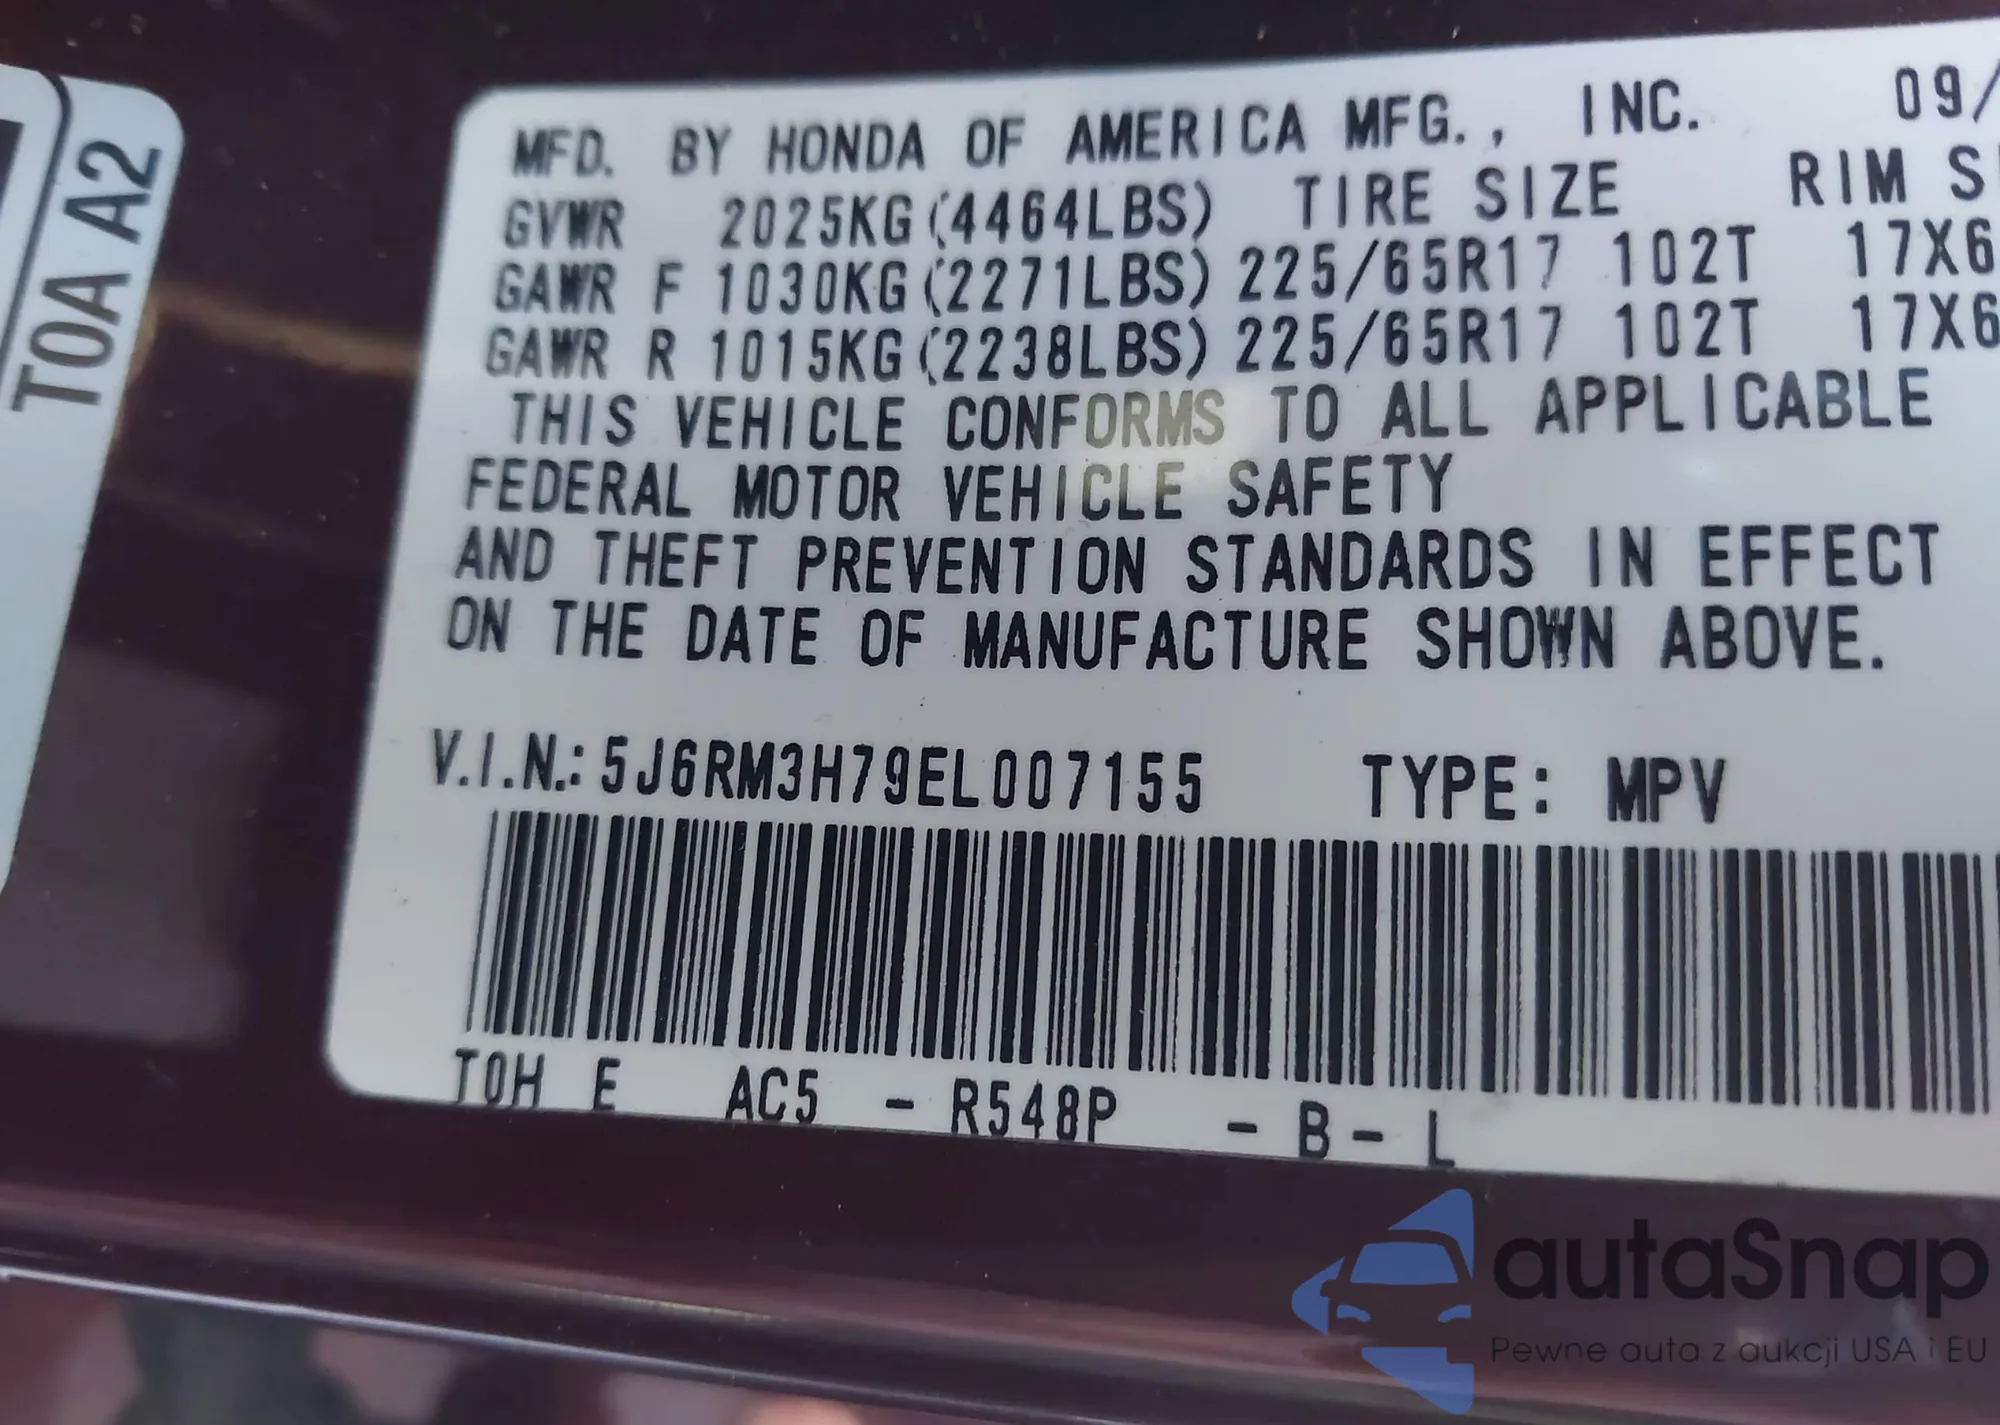 T0A A2
MFD. BY HONDA OF AMERICA MFG., INC. 09/
GVWR 2025KG (4464LBS) TIRE SIZE RIM S
GAWR F 1030KG (2271LBS) 225/65R17 102T 17X6
GAWR R 1015KG (2238LBS) 225/65R17 102T 17X6
THIS VEHICLE CONFORMS TO ALL APPLICABLE
FEDERAL MOTOR VEHICLE SAFETY
AND THEFT PREVENTION STANDARDS IN EFFECT
ON THE DATE OF MANUFACTURE SHOWN ABOVE.
V.I.N.: 5J6RM3H79EL007155 TYPE: MPV
T0H E AC5 - R548P - B - L
autaSnap
Pewne auta z aukcji USA i EU